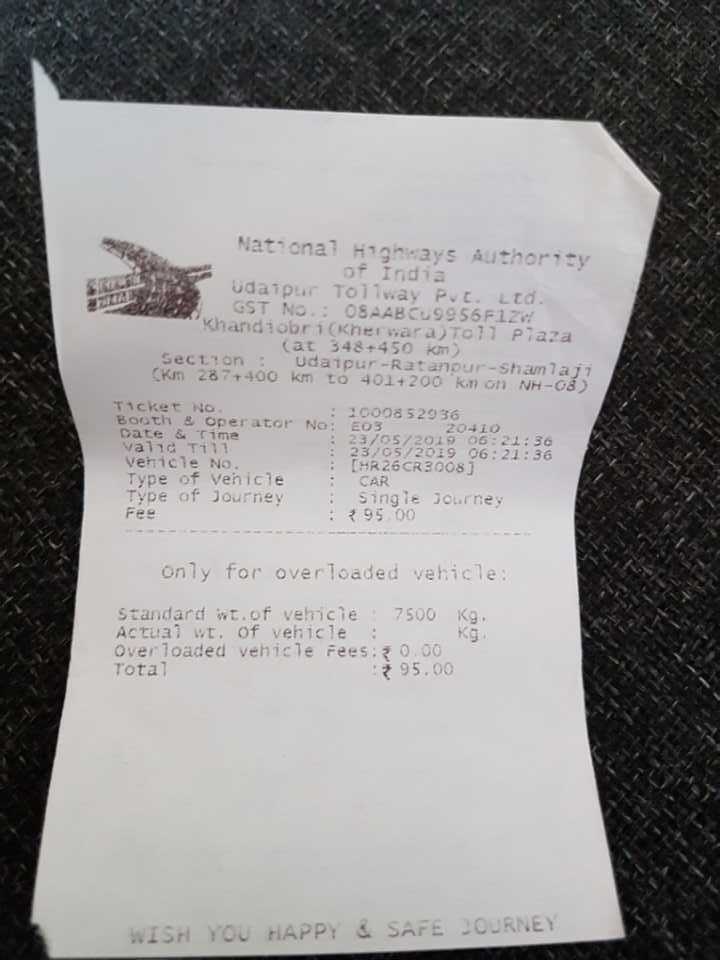 National Highways Authority
of India
Udaipur Tollway Pvt. Ltd.
GST No.: 08AABCU9956F1ZW
Khandiobri(Kherwara)Toll Plaza
(at 348+450 km)
Section : Udaipur-Ratanpur-Shamlaji
(Km 287+400 km to 401+200 km on NH-08)
Ticket No. : 1000852936
Booth & Operator No: E03 20410
Date & Time : 23/05/2019 06:21:36
Valid Till : 23/05/2019 06:21:36
Vehicle No. : [HR26CR3008]
Type of Vehicle : CAR
Type of Journey : Single Journey
Fee : ₹ 95.00
Only for overloaded vehicle:
Standard wt.of vehicle : 7500 Kg.
Actual wt. Of vehicle : Kg.
Overloaded vehicle Fees:₹ 0.00
Total :₹ 95.00
WISH YOU HAPPY & SAFE JOURNEY